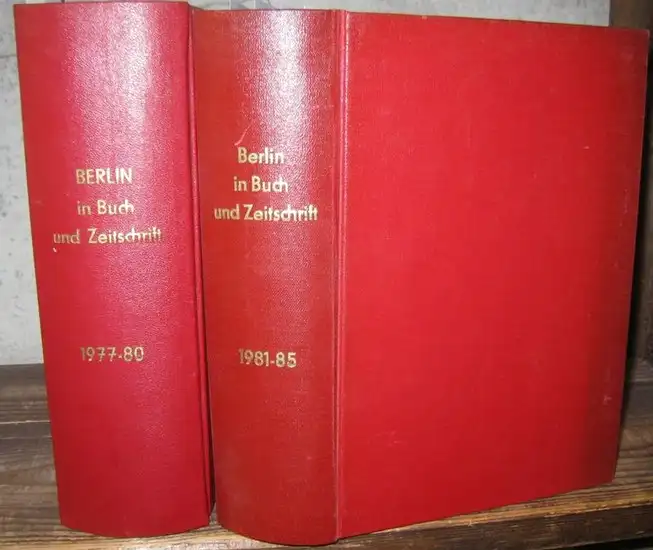 BERLIN
in Buch
und Zeitschrift
1977-80
Berlin
in Buch
und Zeitschrift
1981-85